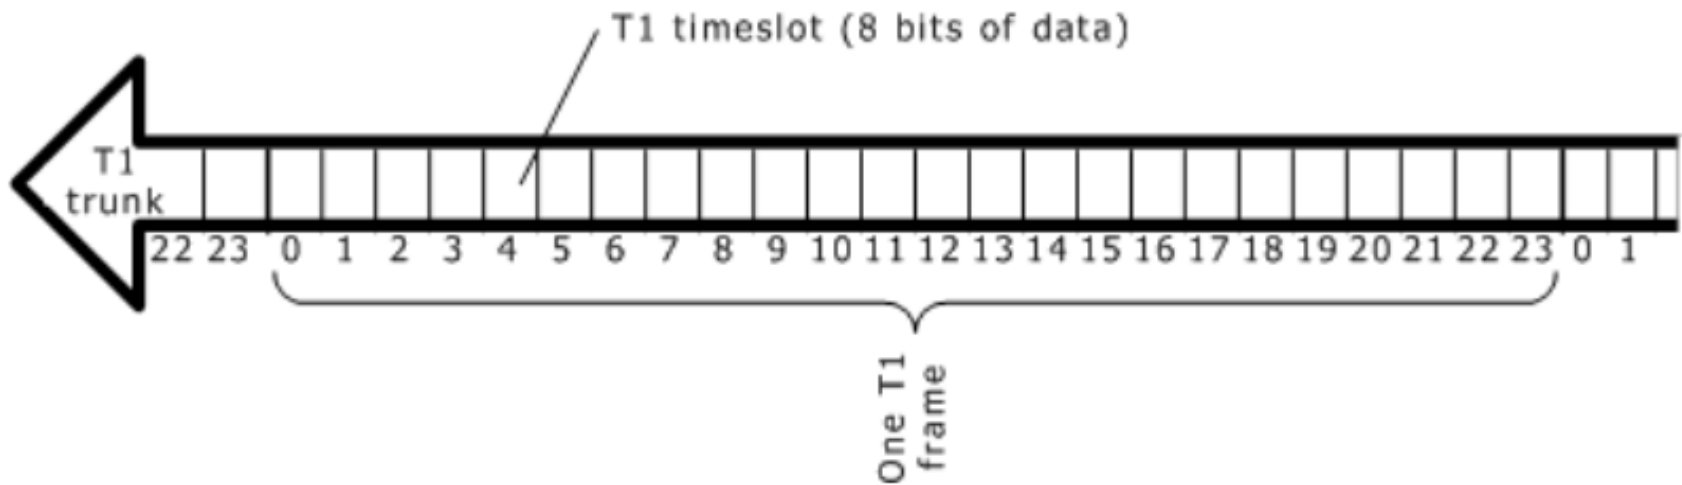 T1 timeslot (8 bits of data)
T1
trunk
22 23 0 1 2 3 4 5 6 7 8 9 10 11 12 13 14 15 16 17 18 19 20 21 22 23 0 1
One T1
frame